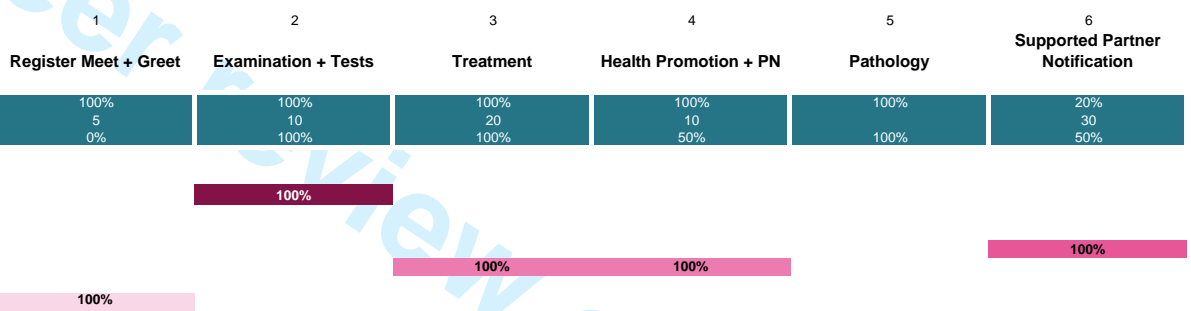 1 2 3 4 5 6
Register Meet + Greet Examination + Tests Treatment Health Promotion + PN Pathology Supported Partner Notification
100% 100% 100% 100% 100% 20%
5 10 20 10 30
0% 100% 100% 50% 100% 50%
100%
100%
100% 100%
100%
review